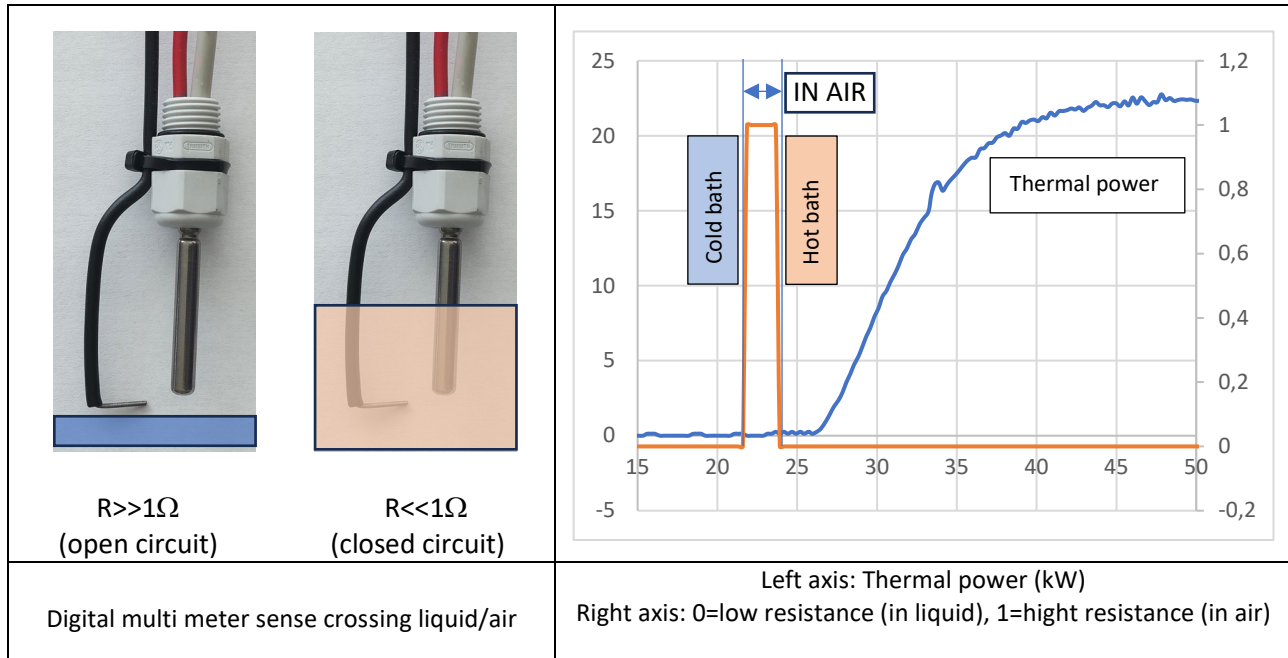 R>>1Ω
(open circuit)
R<<1Ω
(closed circuit)
25
20
15
10
5
0
-5
15
20
25
30
35
40
45
50
1,2
1
0,8
0,6
0,4
0,2
0
-0,2
IN AIR
Cold bath
Hot bath
Thermal power
Digital multi meter sense crossing liquid/air
Left axis: Thermal power (kW)
Right axis: 0=low resistance (in liquid), 1=hight resistance (in air)